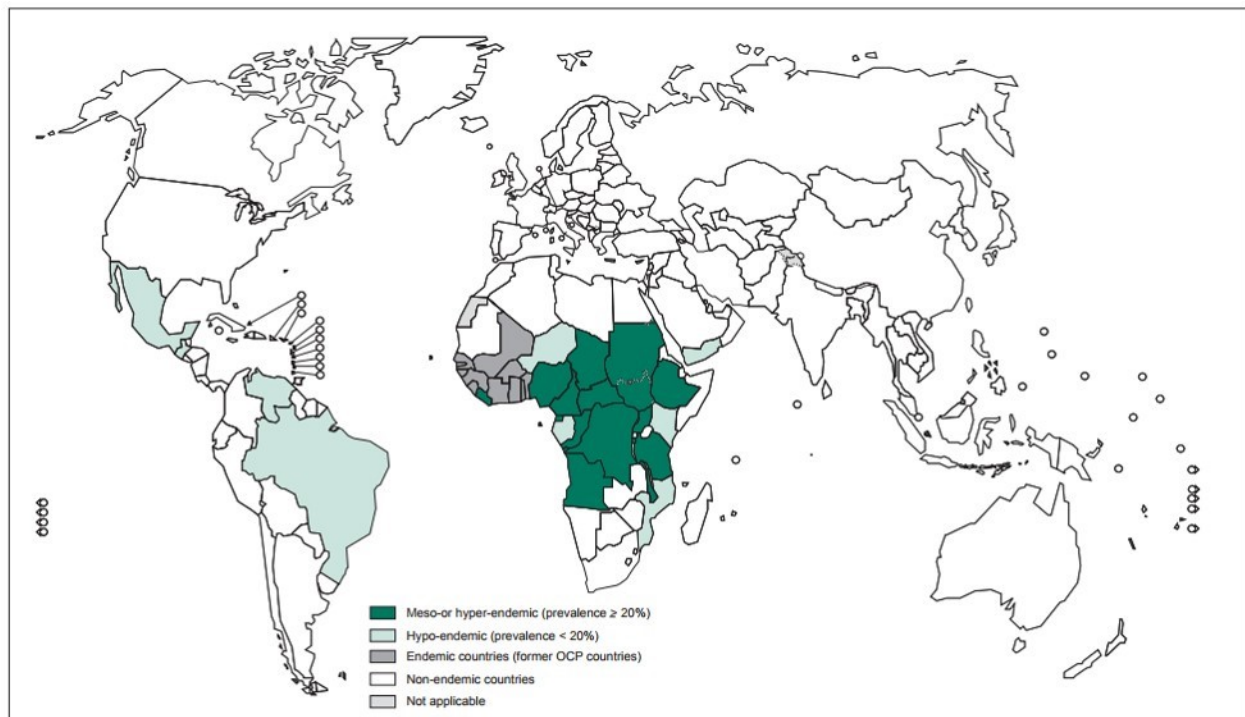 Meso-or hyper-endemic (prevalence ≥ 20%)
Hypo-endemic (prevalence < 20%)
Endemic countries (former OCP countries)
Non-endemic countries
Not applicable